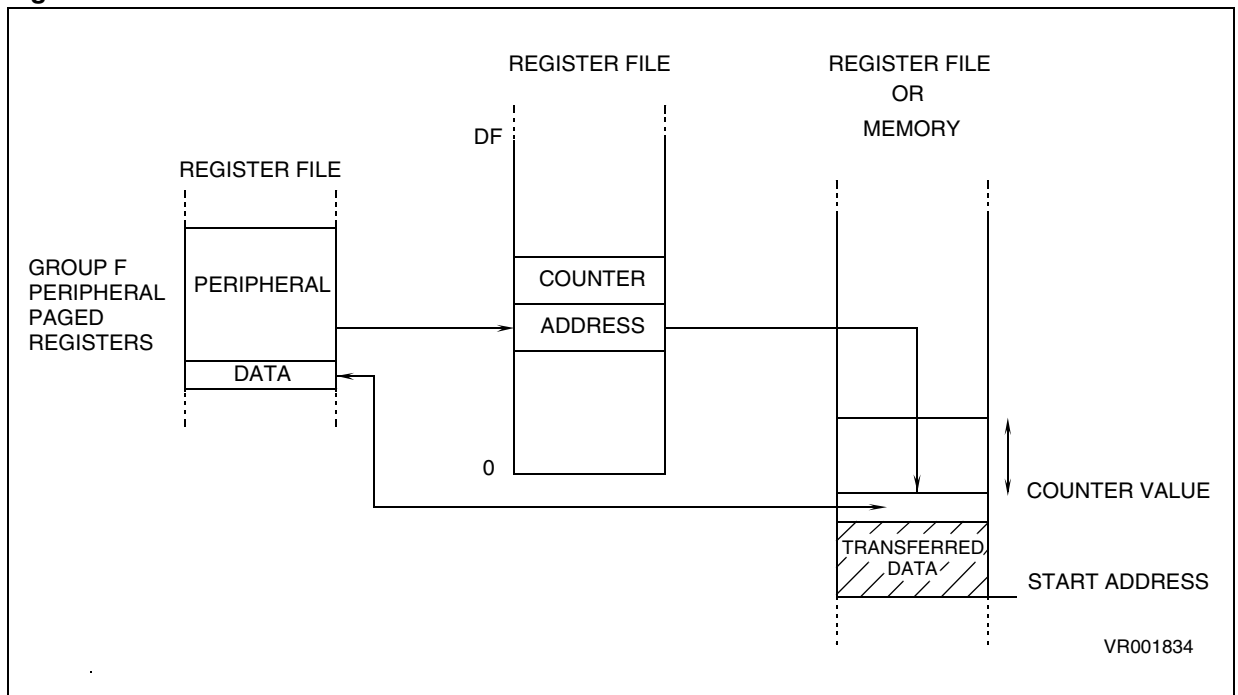 REGISTER FILE
REGISTER FILE
OR
MEMORY
DF
REGISTER FILE
GROUP F
PERIPHERAL
PAGED
REGISTERS
PERIPHERAL
DATA
COUNTER
ADDRESS
0
COUNTER VALUE
TRANSFERRED
DATA
START ADDRESS
VR001834